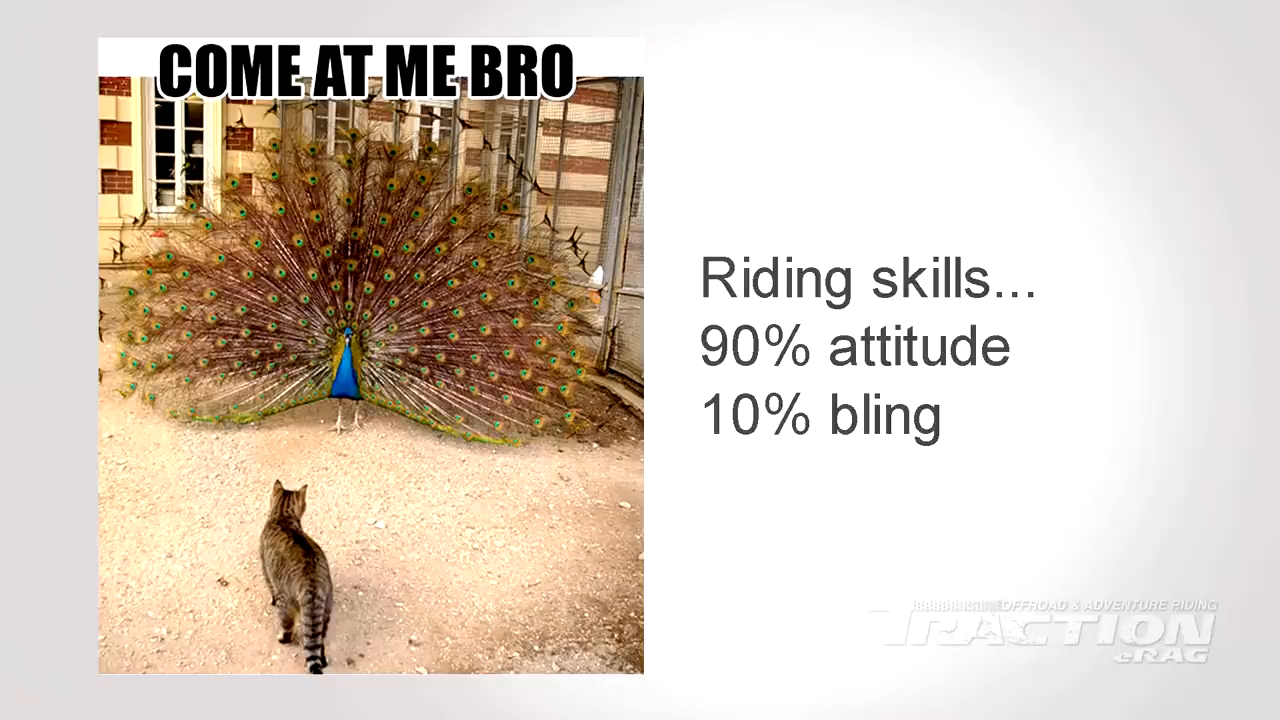 COME AT ME BRO
Riding skills...
90% attitude
10% bling
OFFROAD & ADVENTURE RIDING
TRACTION
eRAG